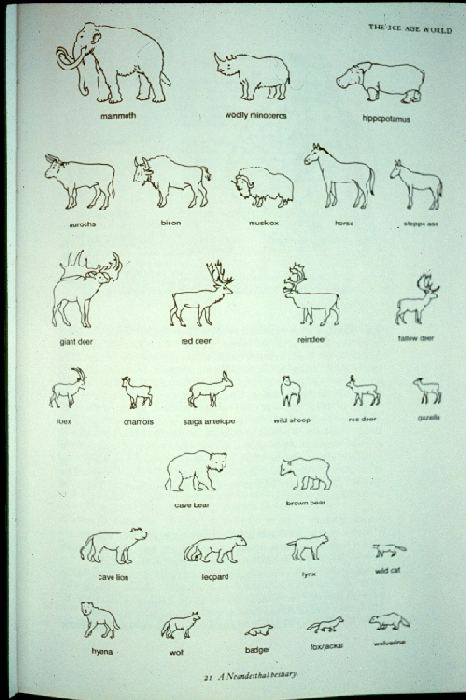 THE ICE AGE WORLD
mammoth woolly rhinoceros hippopotamus
aurochs bison muskox horse steppe ass
giant deer red deer reindeer fallow deer
ibex chamois saiga antelope wild sheep roe deer gazelle
cave bear brown bear
cave lion leopard lynx wild cat
hyena wolf badger fox/jackal wolverine
21 A Neanderthal bestiary